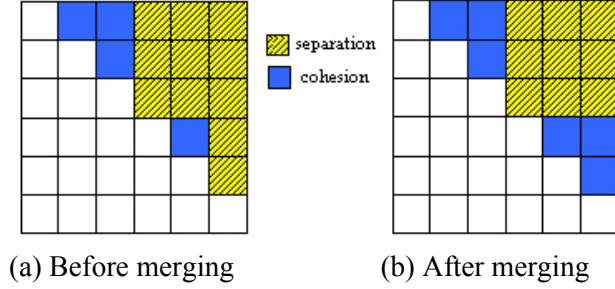 separation
cohesion
(a) Before merging
(b) After merging